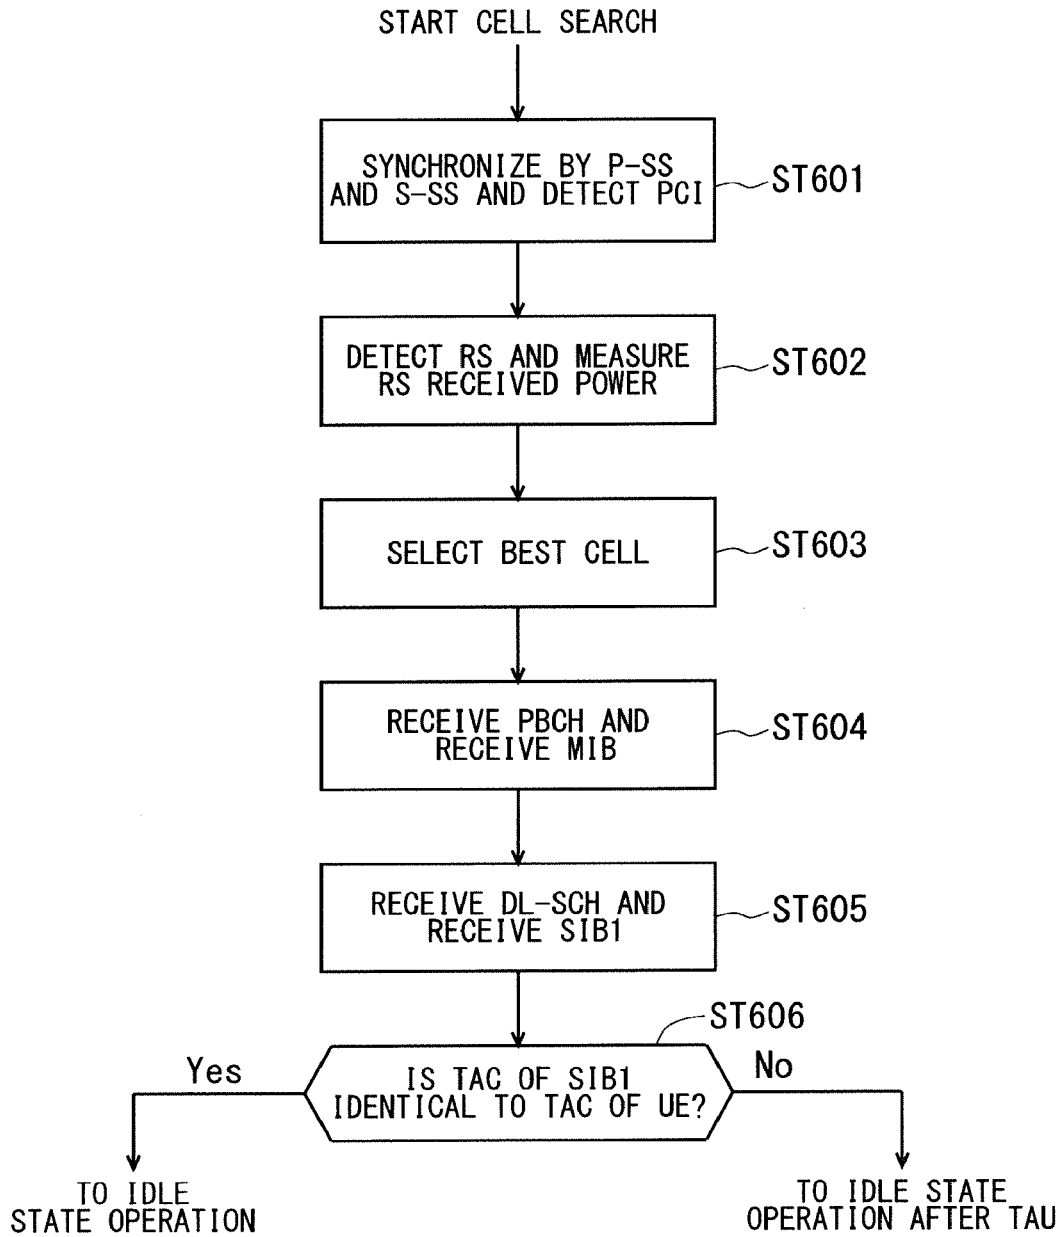 START CELL SEARCH
SYNCHRONIZE BY P-SS
AND S-SS AND DETECT PCI
ST601
DETECT RS AND MEASURE
RS RECEIVED POWER
ST602
SELECT BEST CELL
ST603
RECEIVE PBCH AND
RECEIVE MIB
ST604
RECEIVE DL-SCH AND
RECEIVE SIB1
ST605
ST606
Yes
IS TAC OF SIB1
IDENTICAL TO TAC OF UE?
No
TO IDLE
STATE OPERATION
TO IDLE STATE
OPERATION AFTER TAU